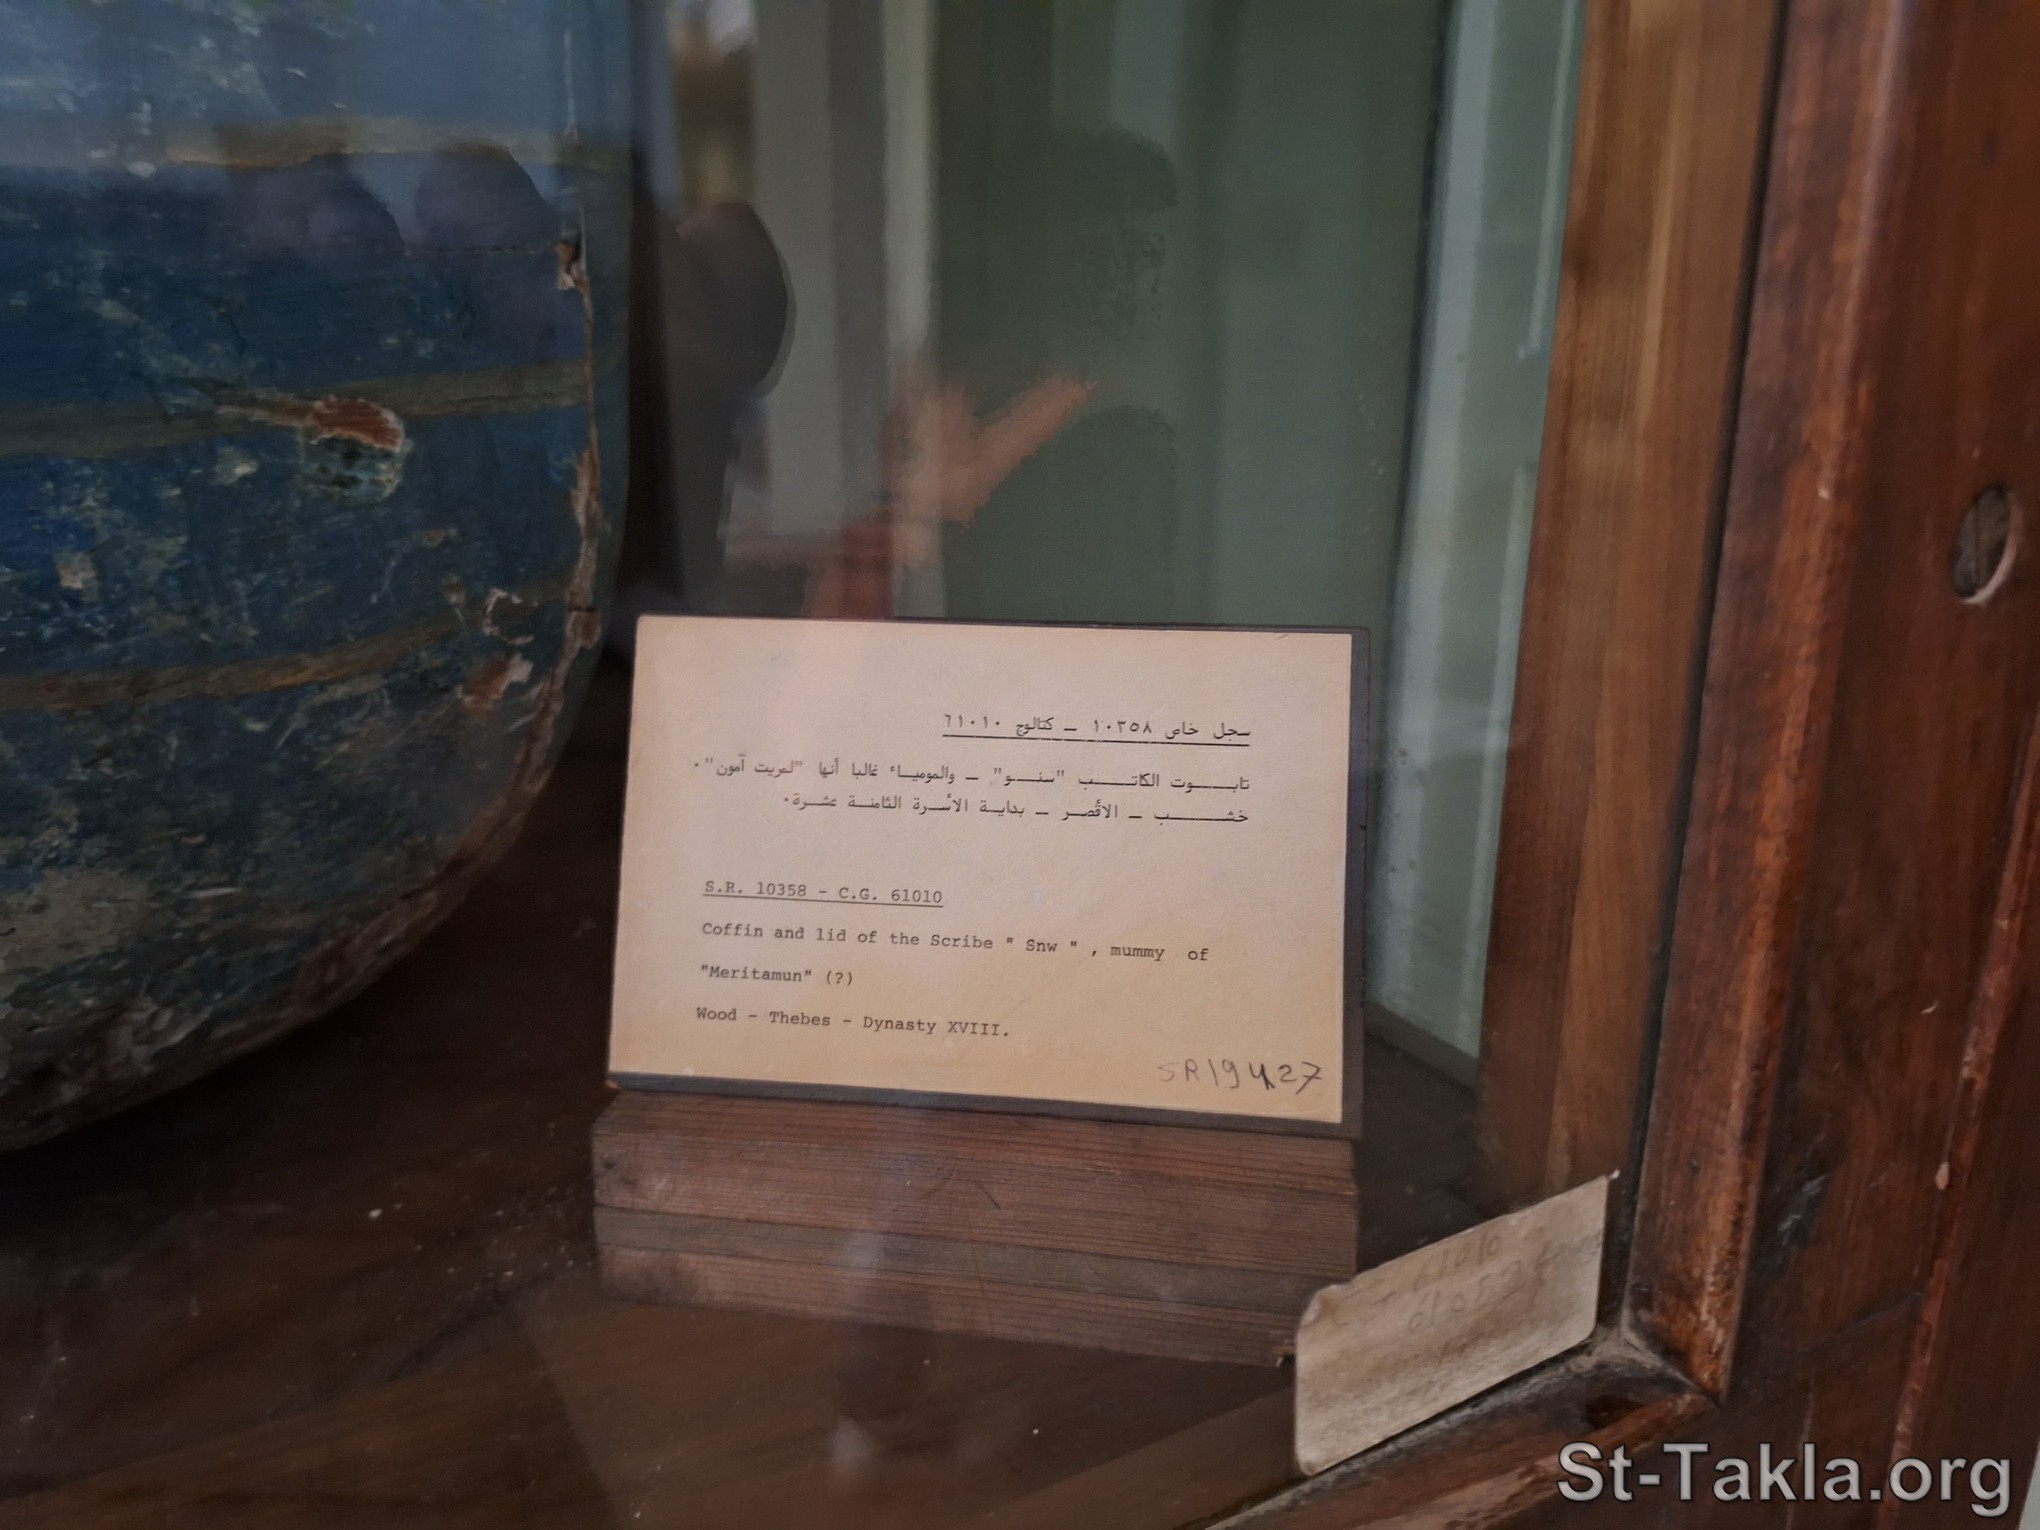 سجل خاص ١٠٣٥٨ – كتالوج ٦١٠١٠
تابوت الكاتب "سنو" – والمومياء غالبا أنها "لمريت آمون".
خشب – الأقصر – بداية الأسرة الثامنة عشرة.
S.R. 10358 - C.G. 61010
Coffin and lid of the Scribe " Snw " , mummy of
"Meritamun" (?)
Wood - Thebes - Dynasty XVIII.
SR19427
61010
St-Takla.org